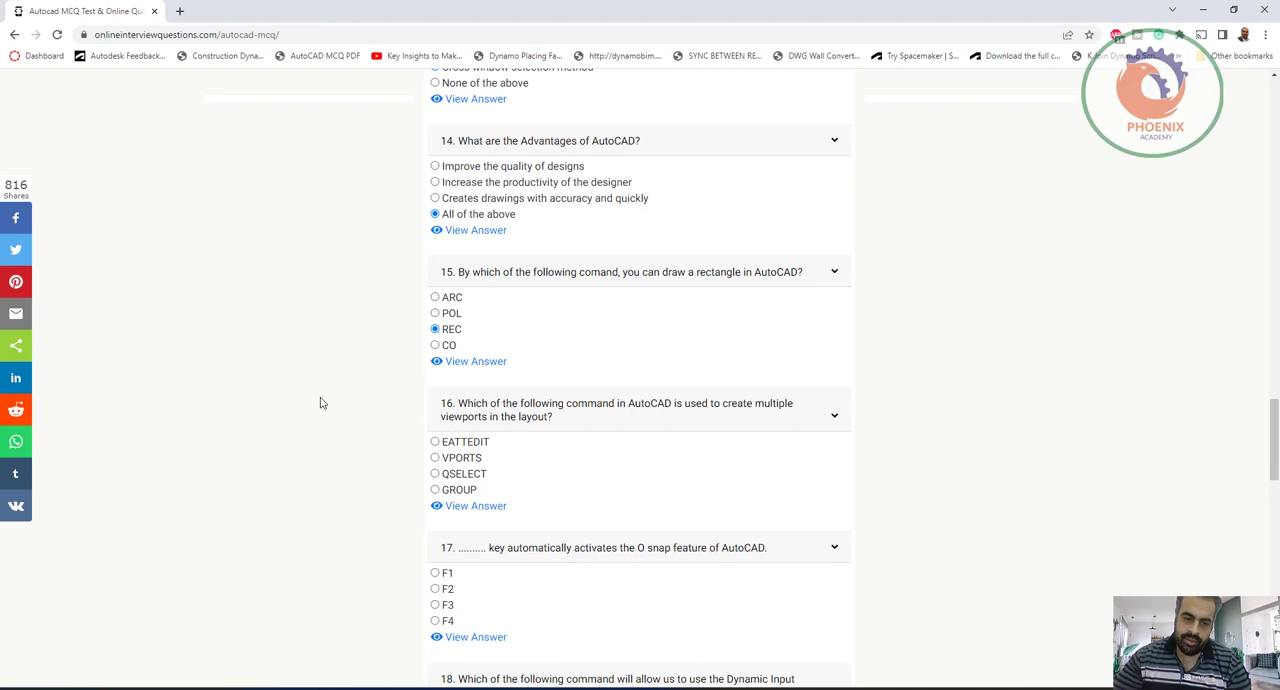 Autocad MCQ Test & Online Qu
onlineinterviewquestions.com/autocad-mcq/
Dashboard
Autodesk Feedback...
Construction Dyna...
AutoCAD MCQ PDF
Key Insights to Mak...
Dynamo Placing Fa...
http://dynamobim....
SYNC BETWEEN RE...
DWG Wall Convert...
Try Spacemaker | S...
Download the full c...
Other bookmarks
PHOENIX
ACADEMY
816
Shares
None of the above
View Answer
14. What are the Advantages of AutoCAD?
Improve the quality of designs
Increase the productivity of the designer
Creates drawings with accuracy and quickly
All of the above
View Answer
15. By which of the following comand, you can draw a rectangle in AutoCAD?
ARC
POL
REC
CO
View Answer
16. Which of the following command in AutoCAD is used to create multiple
viewports in the layout?
EATTEDIT
VPORTS
QSELECT
GROUP
View Answer
17. .......... key automatically activates the O snap feature of AutoCAD.
F1
F2
F3
F4
View Answer
18. Which of the following command will allow us to use the Dynamic Input